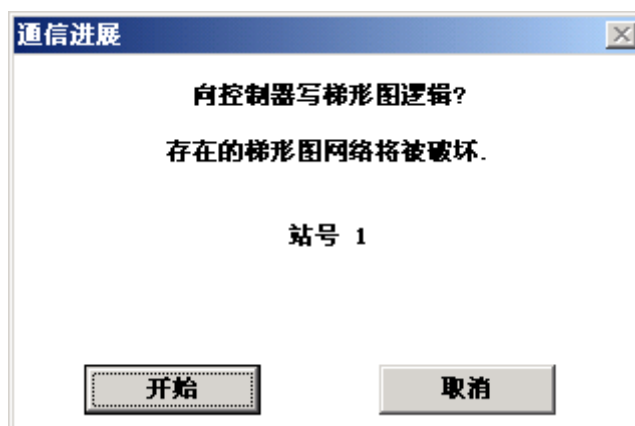 通信进展
向控制器写梯形图逻辑?
存在的梯形图网络将被破坏.
站号 1
开始
取消